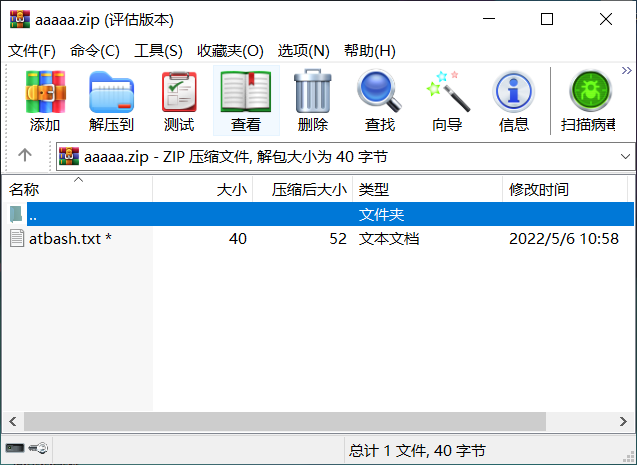 aaaaa.zip (评估版本)
文件(F) 命令(C) 工具(S) 收藏夹(O) 选项(N) 帮助(H)
添加 解压到 测试 查看 删除 查找 向导 信息 扫描病毒
aaaaa.zip - ZIP 压缩文件, 解包大小为 40 字节
名称 大小 压缩后大小 类型 修改时间
.. 文件夹
atbash.txt * 40 52 文本文档 2022/5/6 10:58
总计 1 文件, 40 字节